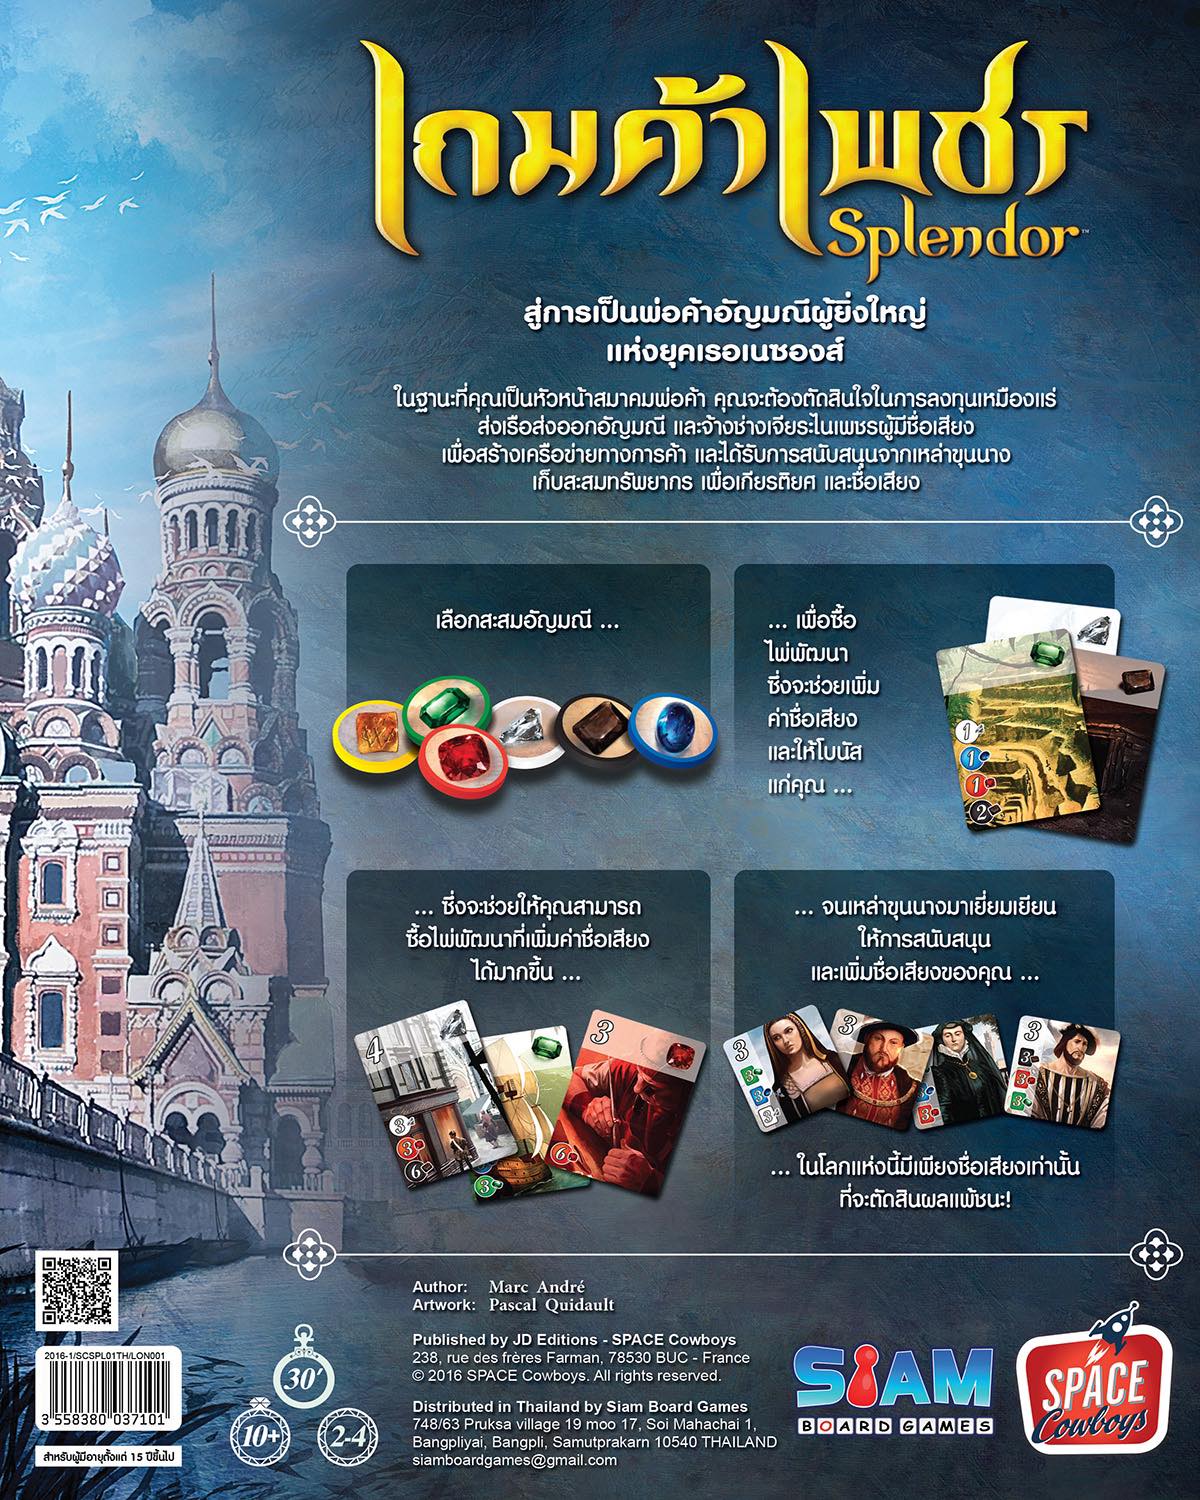 เกมค้าเพชร
Splendor™
สู่การเป็นพ่อค้าอัญมณีผู้ยิ่งใหญ่
แห่งยุคเรอเนซองส์
ในฐานะที่คุณเป็นหัวหน้าสมาคมพ่อค้า คุณจะต้องตัดสินใจในการลงทุนเหมืองแร่
ส่งเรือส่งออกอัญมณี และจ้างช่างเจียระไนเพชรผู้มีชื่อเสียง
เพื่อสร้างเครือข่ายทางการค้า และได้รับการสนับสนุนจากเหล่าขุนนาง
เก็บสะสมทรัพยากร เพื่อเกียรติยศ และชื่อเสียง
เลือกสะสมอัญมณี ...
... เพื่อซื้อ
ไพ่พัฒนา
ซึ่งจะช่วยเพิ่ม
ค่าชื่อเสียง
และให้โบนัส
แก่คุณ ...
1
1
1
2
... ซึ่งจะช่วยให้คุณสามารถ
ซื้อไพ่พัฒนาที่เพิ่มค่าชื่อเสียง
ได้มากขึ้น ...
4
3
3
6
3
3
6
... จนเหล่าขุนนางมาเยี่ยมเยียน
ให้การสนับสนุน
และเพิ่มชื่อเสียงของคุณ ...
3
3
3
3
3
3
3
3
3
3
3
... ในโลกแห่งนี้มีเพียงชื่อเสียงเท่านั้น
ที่จะตัดสินผลแพ้ชนะ!
Author: Marc André
Artwork: Pascal Quidault
Published by JD Editions - SPACE Cowboys
238, rue des frères Farman, 78530 BUC - France
© 2016 SPACE Cowboys. All rights reserved.
Distributed in Thailand by Siam Board Games
748/63 Pruksa village 19 moo 17, Soi Mahachai 1,
Bangpliyai, Bangpli, Samutprakarn 10540 THAILAND
siamboardgames@gmail.com
2016-1/SCSPL01TH/LON001
3 558380 037101
สำหรับผู้มีอายุตั้งแต่ 15 ปีขึ้นไป
30'
10+
2-4
SIAM
BOARD GAMES
SPACE
Cowboys